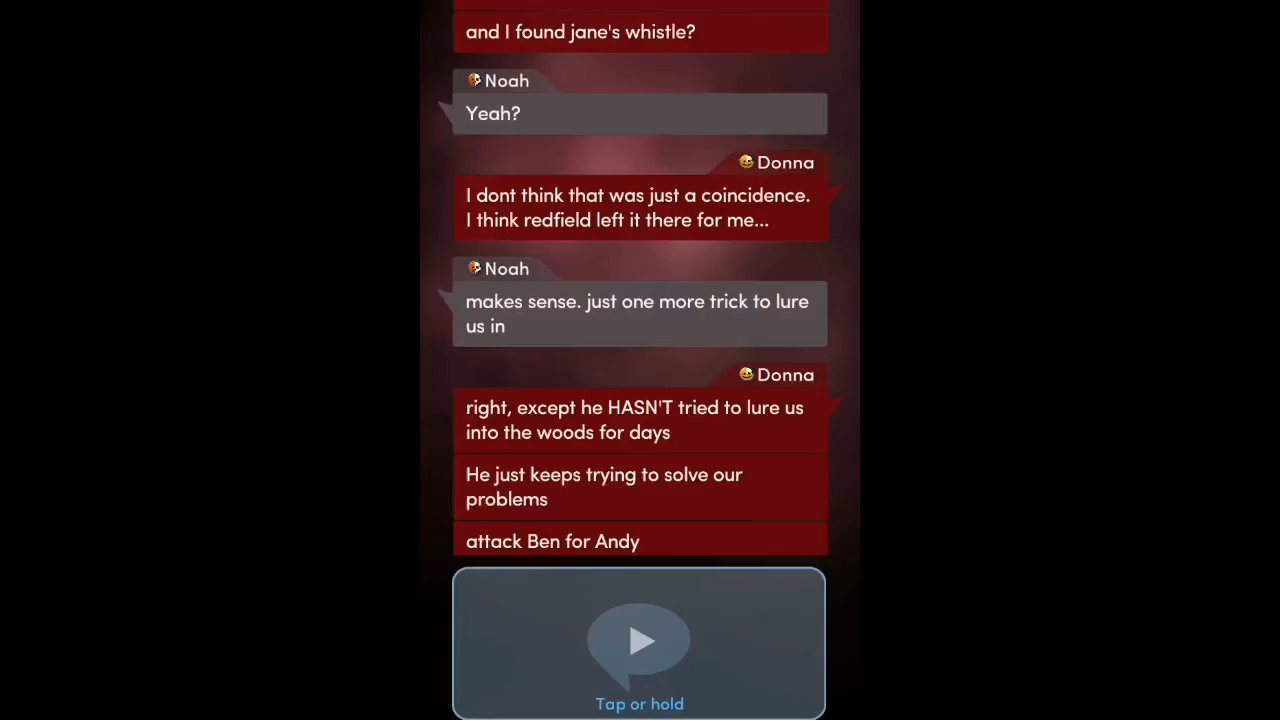 and I found jane's whistle?
Noah
Yeah?
Donna
I dont think that was just a coincidence.
I think redfield left it there for me...
Noah
makes sense. just one more trick to lure
us in
Donna
right, except he HASN'T tried to lure us
into the woods for days
He just keeps trying to solve our
problems
attack Ben for Andy
Tap or hold